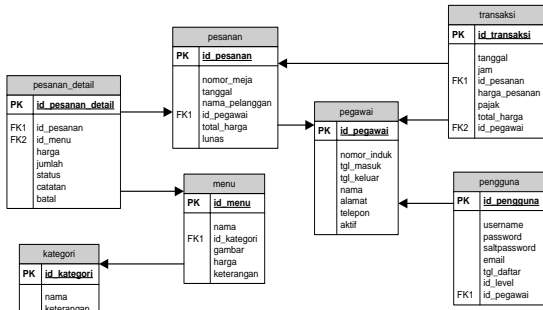 transaksi
PK id_transaksi
tanggal
jam
FK1 id_pesanan
harga_pesanan
pajak
total_harga
FK2 id_pegawai
pesanan
PK id_pesanan
nomor_meja
tanggal
nama_pelanggan
FK1 id_pegawai
total_harga
lunas
pesanan_detail
PK id_pesanan_detail
FK1 id_pesanan
FK2 id_menu
harga
jumlah
status
catatan
batal
pegawai
PK id_pegawai
nomor_induk
tgl_masuk
tgl_keluar
nama
alamat
telepon
aktif
menu
PK id_menu
nama
FK1 id_kategori
gambar
harga
keterangan
pengguna
PK id_pengguna
username
password
saltpassword
email
tgl_daftar
id_level
FK1 id_pegawai
kategori
PK id_kategori
nama
keterangan